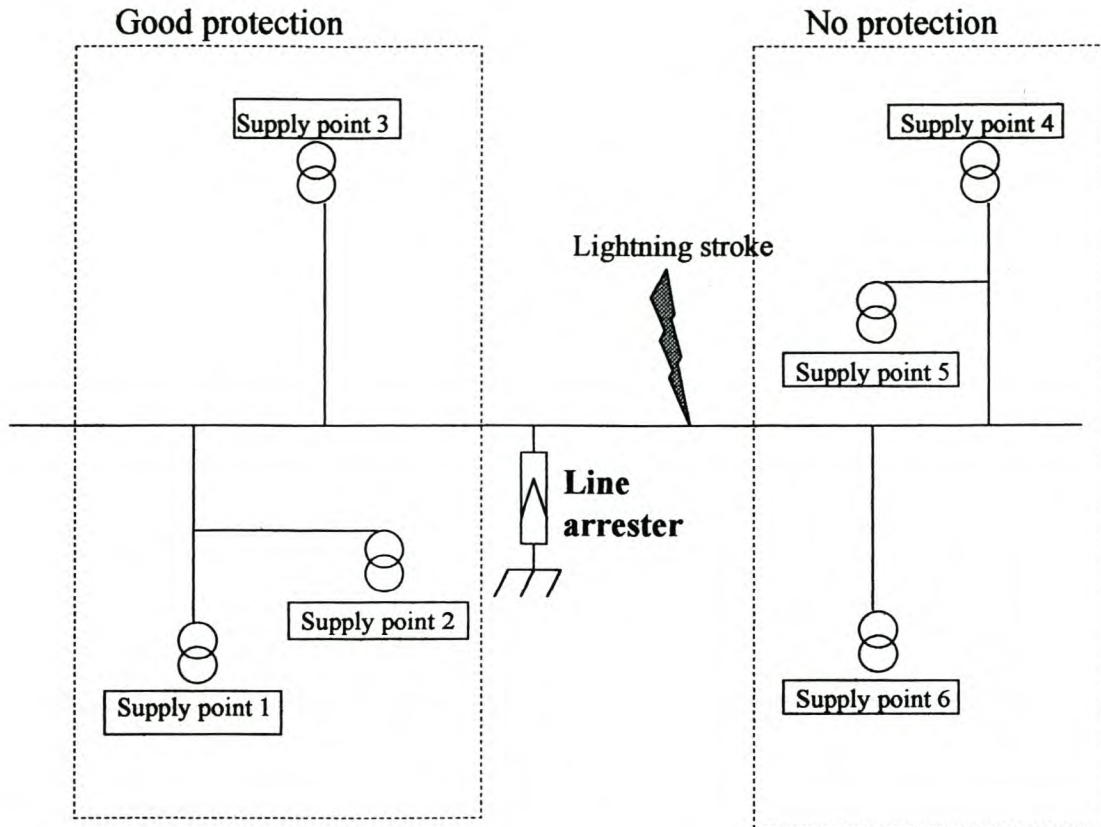 Good protection
No protection
Supply point 3
Supply point 4
Lightning stroke
Supply point 5
Line
arrester
Supply point 2
Supply point 1
Supply point 6